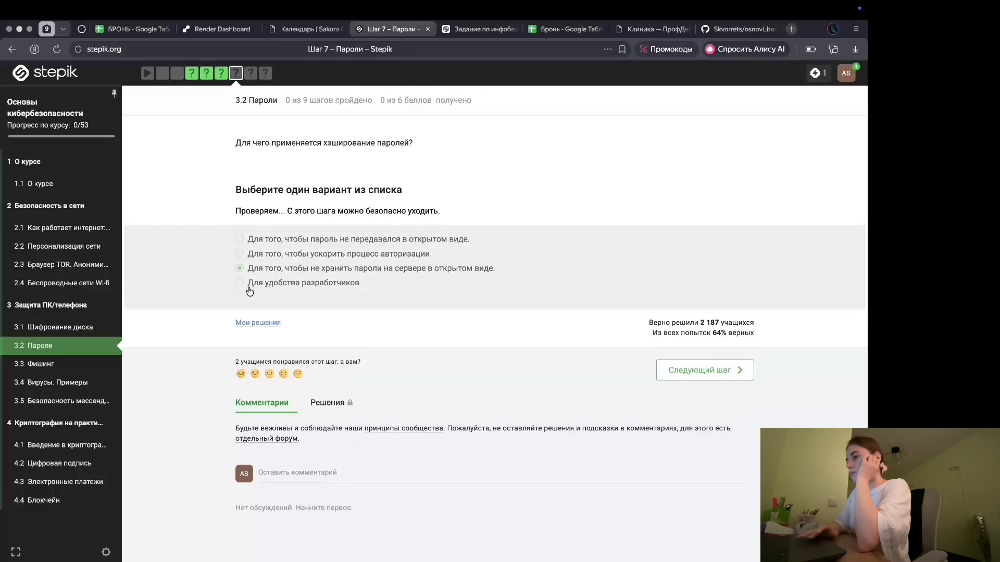 9
БРОНЬ - Google Таб
Render Dashboard
Календарь | Sakura
Шаг 7 – Пароли –
Задание по инфобе
Бронь - Google Табл
Клиника — ПрофДе
Skvorrets/osnovi_be
stepik.org
Шаг 7 – Пароли – Stepik
Промокоды
Спросить Алису AI
stepik
? ? ? ? ? ?
1
AS
1
Основы
кибербезопасности
Прогресс по курсу: 0/53
1 О курсе
1.1 О курсе
2 Безопасность в сети
2.1 Как работает интернет:...
2.2 Персонализация сети
2.3 Браузер TOR. Аноними...
2.4 Беспроводные сети Wi-fi
3 Защита ПК/телефона
3.1 Шифрование диска
3.2 Пароли
3.3 Фишинг
3.4 Вирусы. Примеры
3.5 Безопасность мессенд...
4 Криптография на практи...
4.1 Введение в криптогра...
4.2 Цифровая подпись
4.3 Электронные платежи
4.4 Блокчейн
3.2 Пароли 0 из 9 шагов пройдено 0 из 6 баллов получено
Для чего применяется хэширование паролей?
Выберите один вариант из списка
Проверяем... С этого шага можно безопасно уходить.
Для того, чтобы пароль не передавался в открытом виде.
Для того, чтобы ускорить процесс авторизации
Для того, чтобы не хранить пароли на сервере в открытом виде.
Для удобства разработчиков
Мои решения
Верно решили 2 187 учащихся
Из всех попыток 64% верных
2 учащимся понравился этот шаг, а вам?
Следующий шаг
Комментарии
Решения
Будьте вежливы и соблюдайте наши принципы сообщества. Пожалуйста, не оставляйте решения и подсказки в комментариях, для этого есть
отдельный форум.
AS
Оставить комментарий
Нет обсуждений. Начните первое.